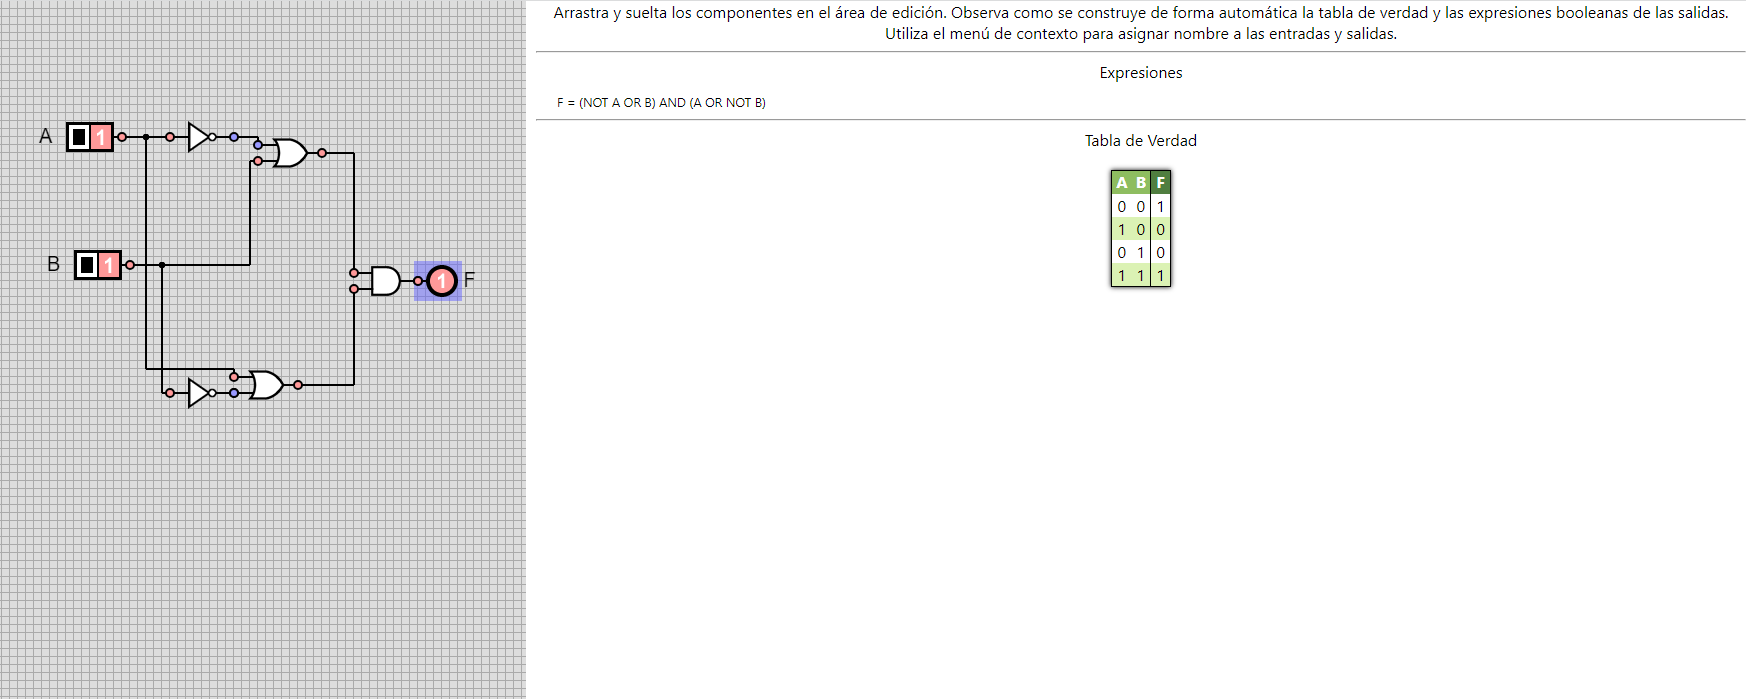 Arrastra y suelta los componentes en el área de edición. Observa como se construye de forma automática la tabla de verdad y las expresiones booleanas de las salidas.
Utiliza el menú de contexto para asignar nombre a las entradas y salidas.
Expresiones
F = (NOT A OR B) AND (A OR NOT B)
Tabla de Verdad
A B F
0 0 1
1 0 0
0 1 0
1 1 1
A 1
B 1
1 F